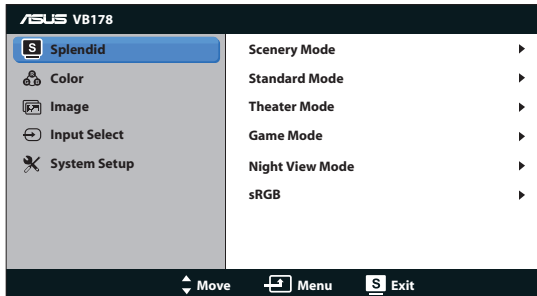 ASUS VB178
S Splendid
Color
Image
Input Select
System Setup
Scenery Mode
Standard Mode
Theater Mode
Game Mode
Night View Mode
sRGB
Move Menu S Exit